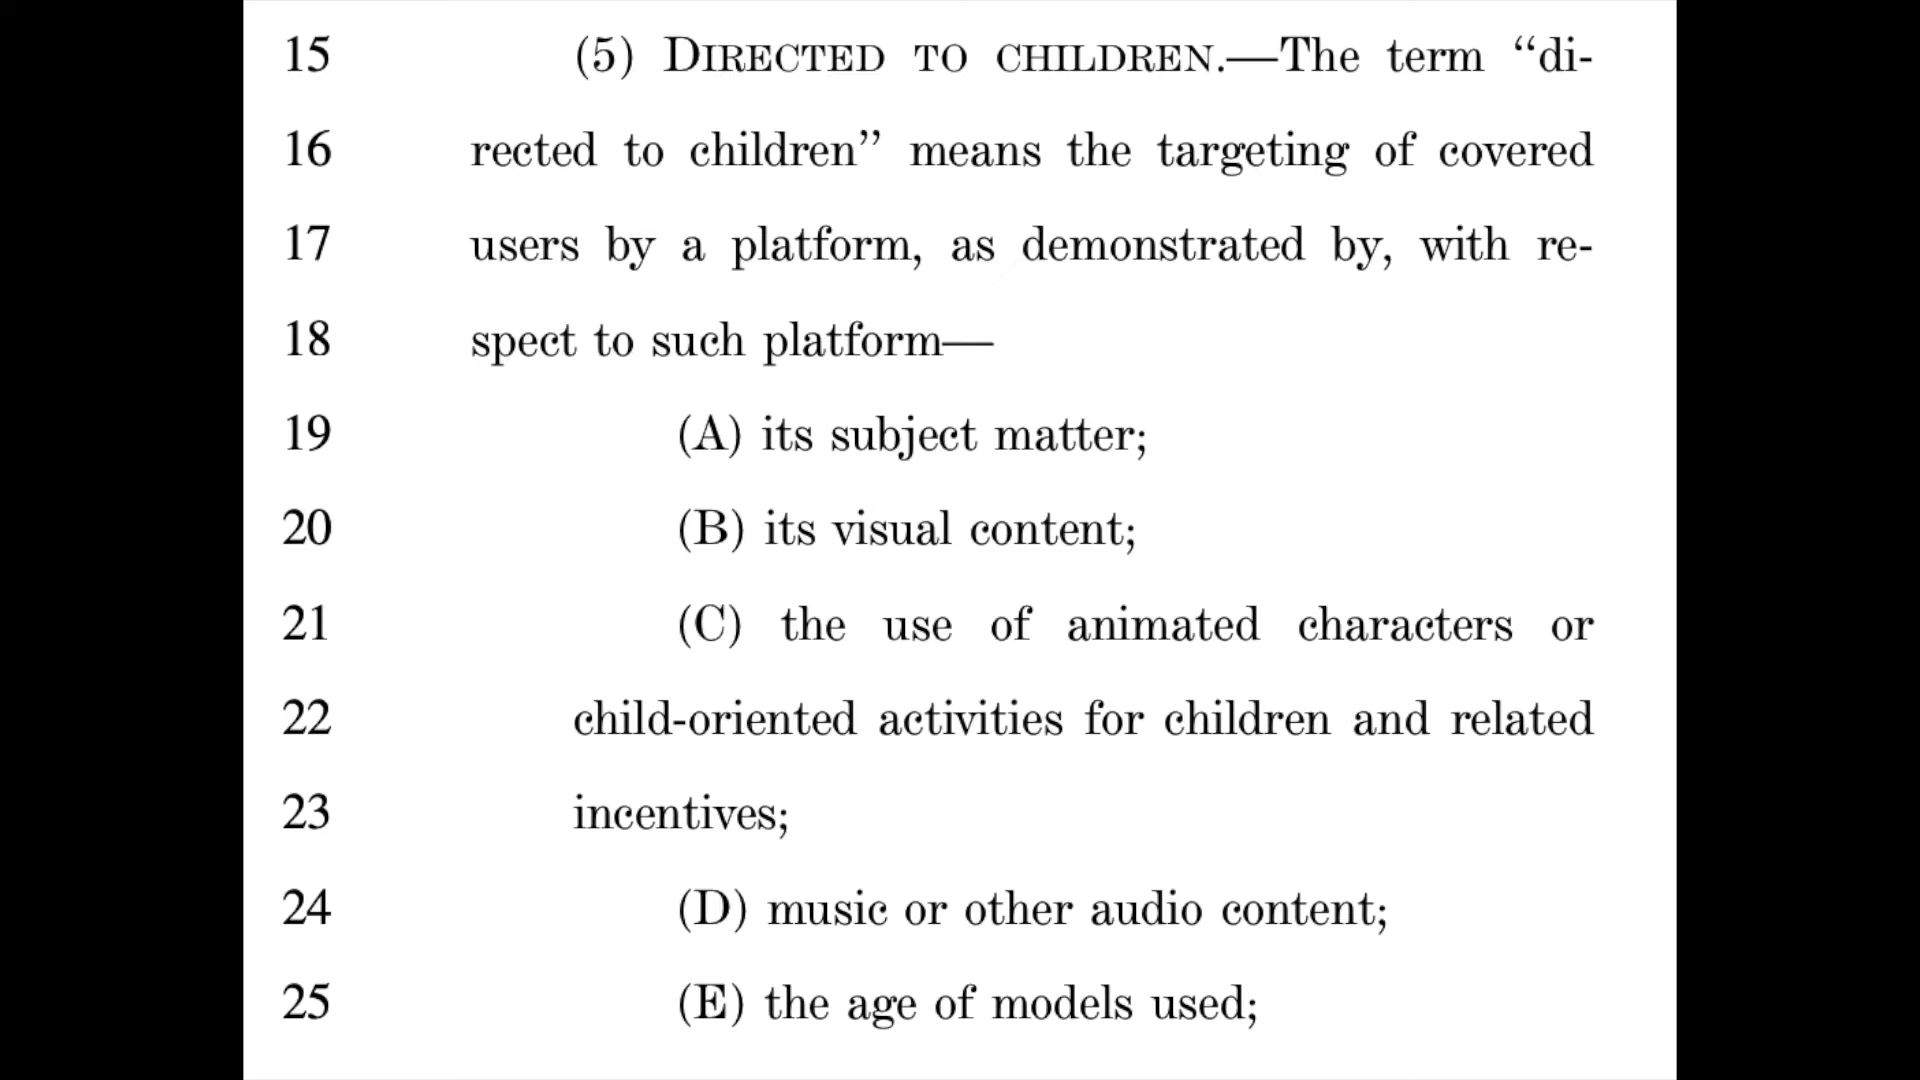 15 (5) DIRECTED TO CHILDREN.—The term “di-
16 rected to children” means the targeting of covered
17 users by a platform, as demonstrated by, with re-
18 spect to such platform—
19 (A) its subject matter;
20 (B) its visual content;
21 (C) the use of animated characters or
22 child-oriented activities for children and related
23 incentives;
24 (D) music or other audio content;
25 (E) the age of models used;